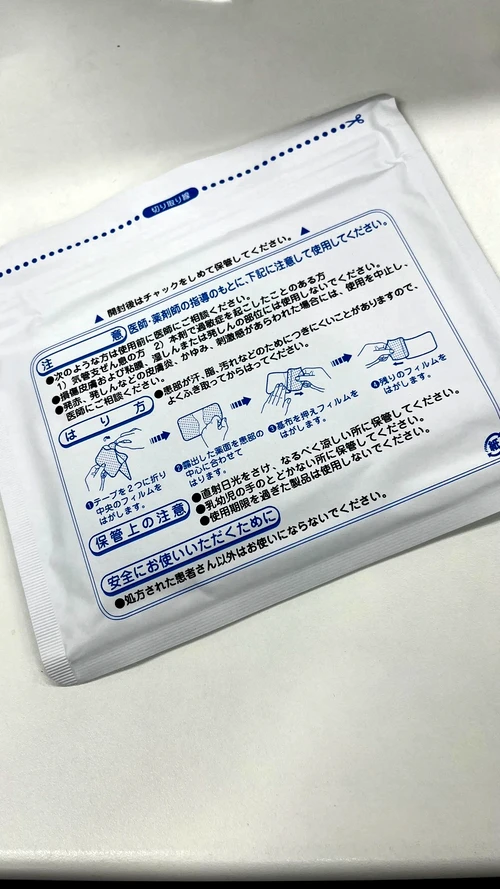 切り取り線
▲ 開封後はチャックをしめて保管してください。 ▲
注 意 医師・薬剤師の指導のもとに、下記に注意して使用してください。
●次のような方は使用前に医師にご相談ください。
1) 気管支ぜん息の方 2) 本剤で過敏症を起こしたことのある方
●損傷皮膚および粘膜、湿しんまたは発しんの部位には使用しないでください。
●発赤、発しんなどの皮膚炎、かゆみ、刺激感があらわれた場合には、使用を中止し、
医師にご相談ください。
は り 方
●患部が汗、脂、汚れなどのためにつきにくいことがありますので、
よくふき取ってからはってください。
❶テープを2つに折り
中央のフィルムを
はがします。
❷露出した薬面を患部の
中心に合わせて
はります。
❸基布を押えフィルムを
はがします。
❹残りのフィルムを
はがします。
保管上の注意
●直射日光をさけ、なるべく涼しい所に保管してください。
●乳幼児の手のとどかない所に保管してください。
●使用期限を過ぎた製品は使用しないでください。
安全にお使いいただくために
●処方された患者さん以外はお使いにならないでください。